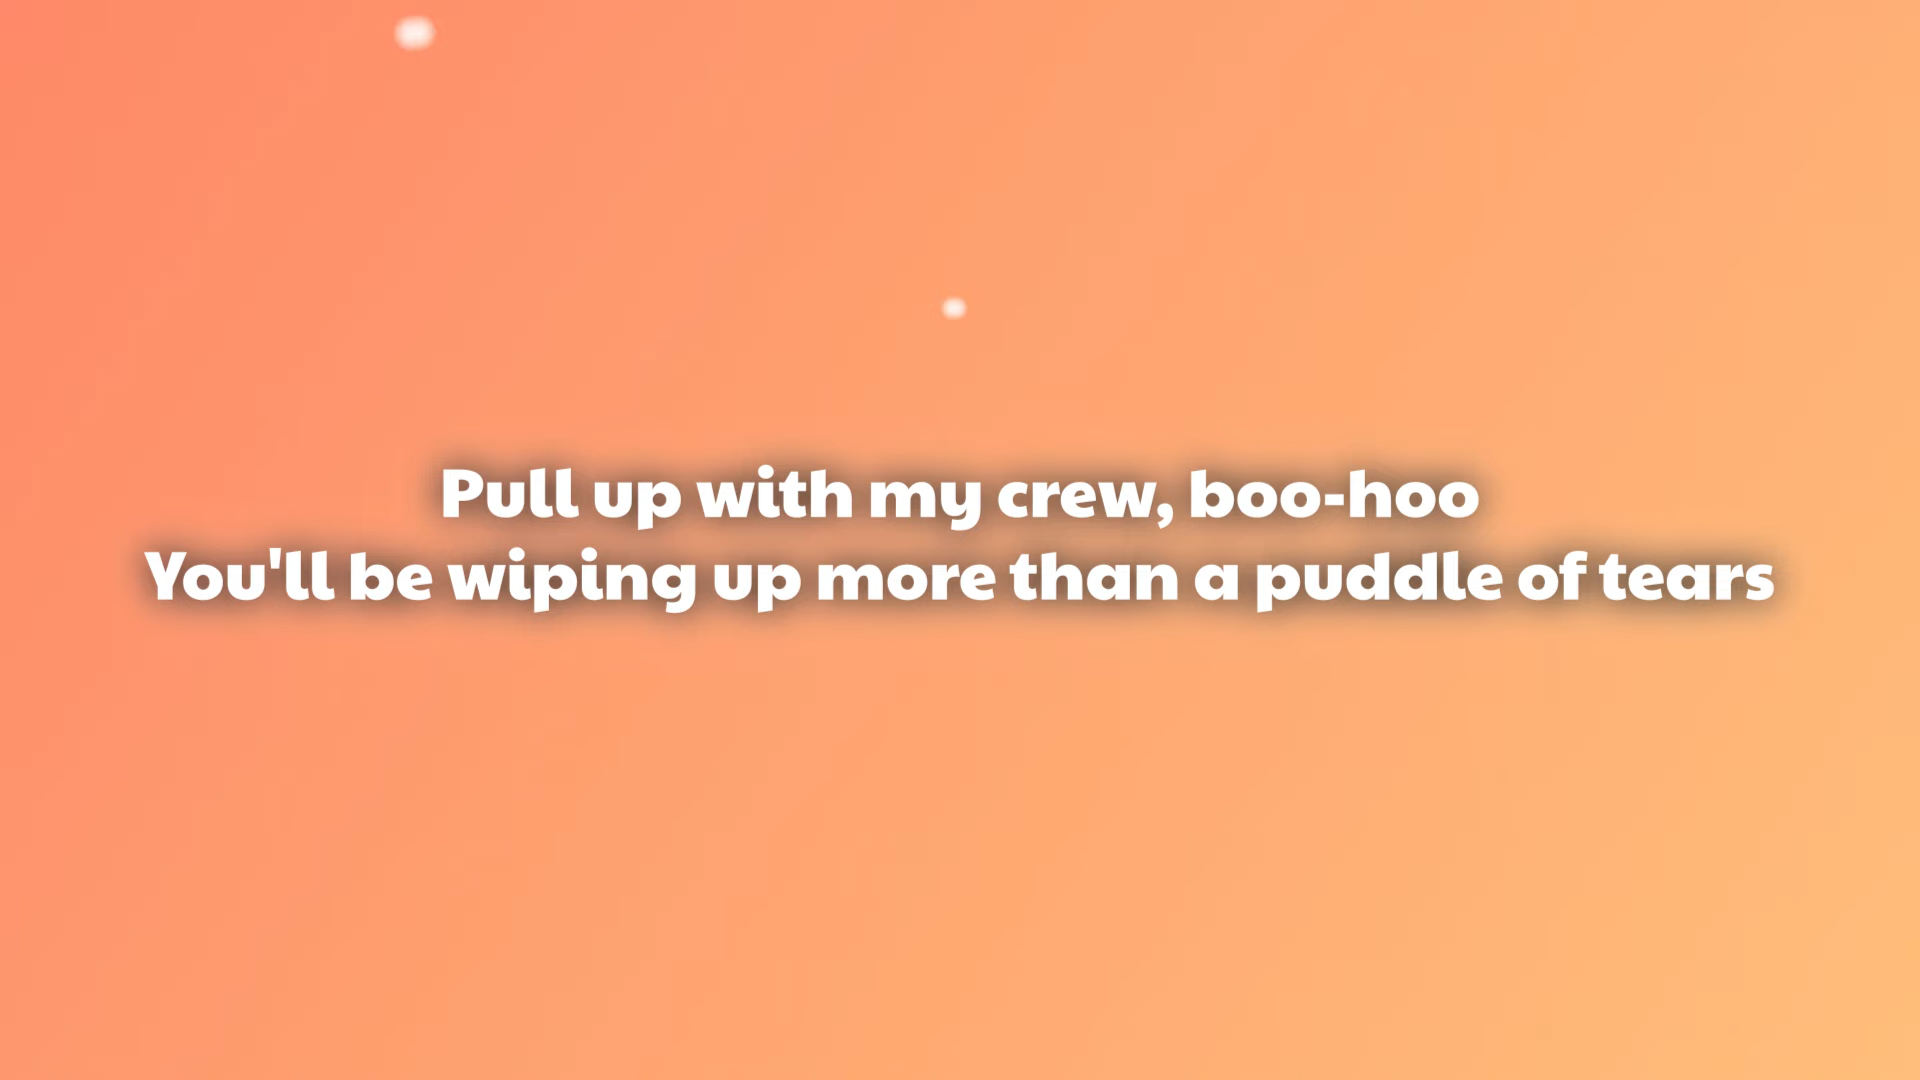 Pull up with my crew, boo-hoo
You'll be wiping up more than a puddle of tears